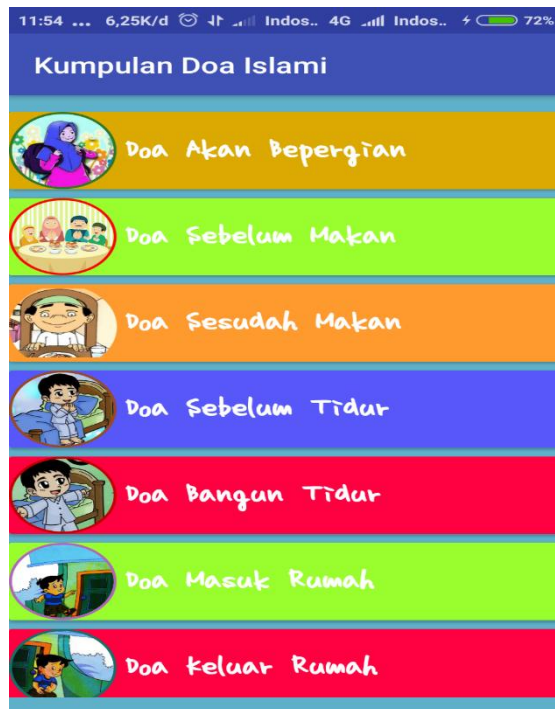 11:54 ... 6,25K/d Indos.. 4G Indos.. 72%
Kumpulan Doa Islami
Doa Akan Bepergian
Doa Sebelum Makan
Doa Sesudah Makan
Doa Sebelum Tidur
Doa Bangun Tidur
Doa Masuk Rumah
Doa Keluar Rumah